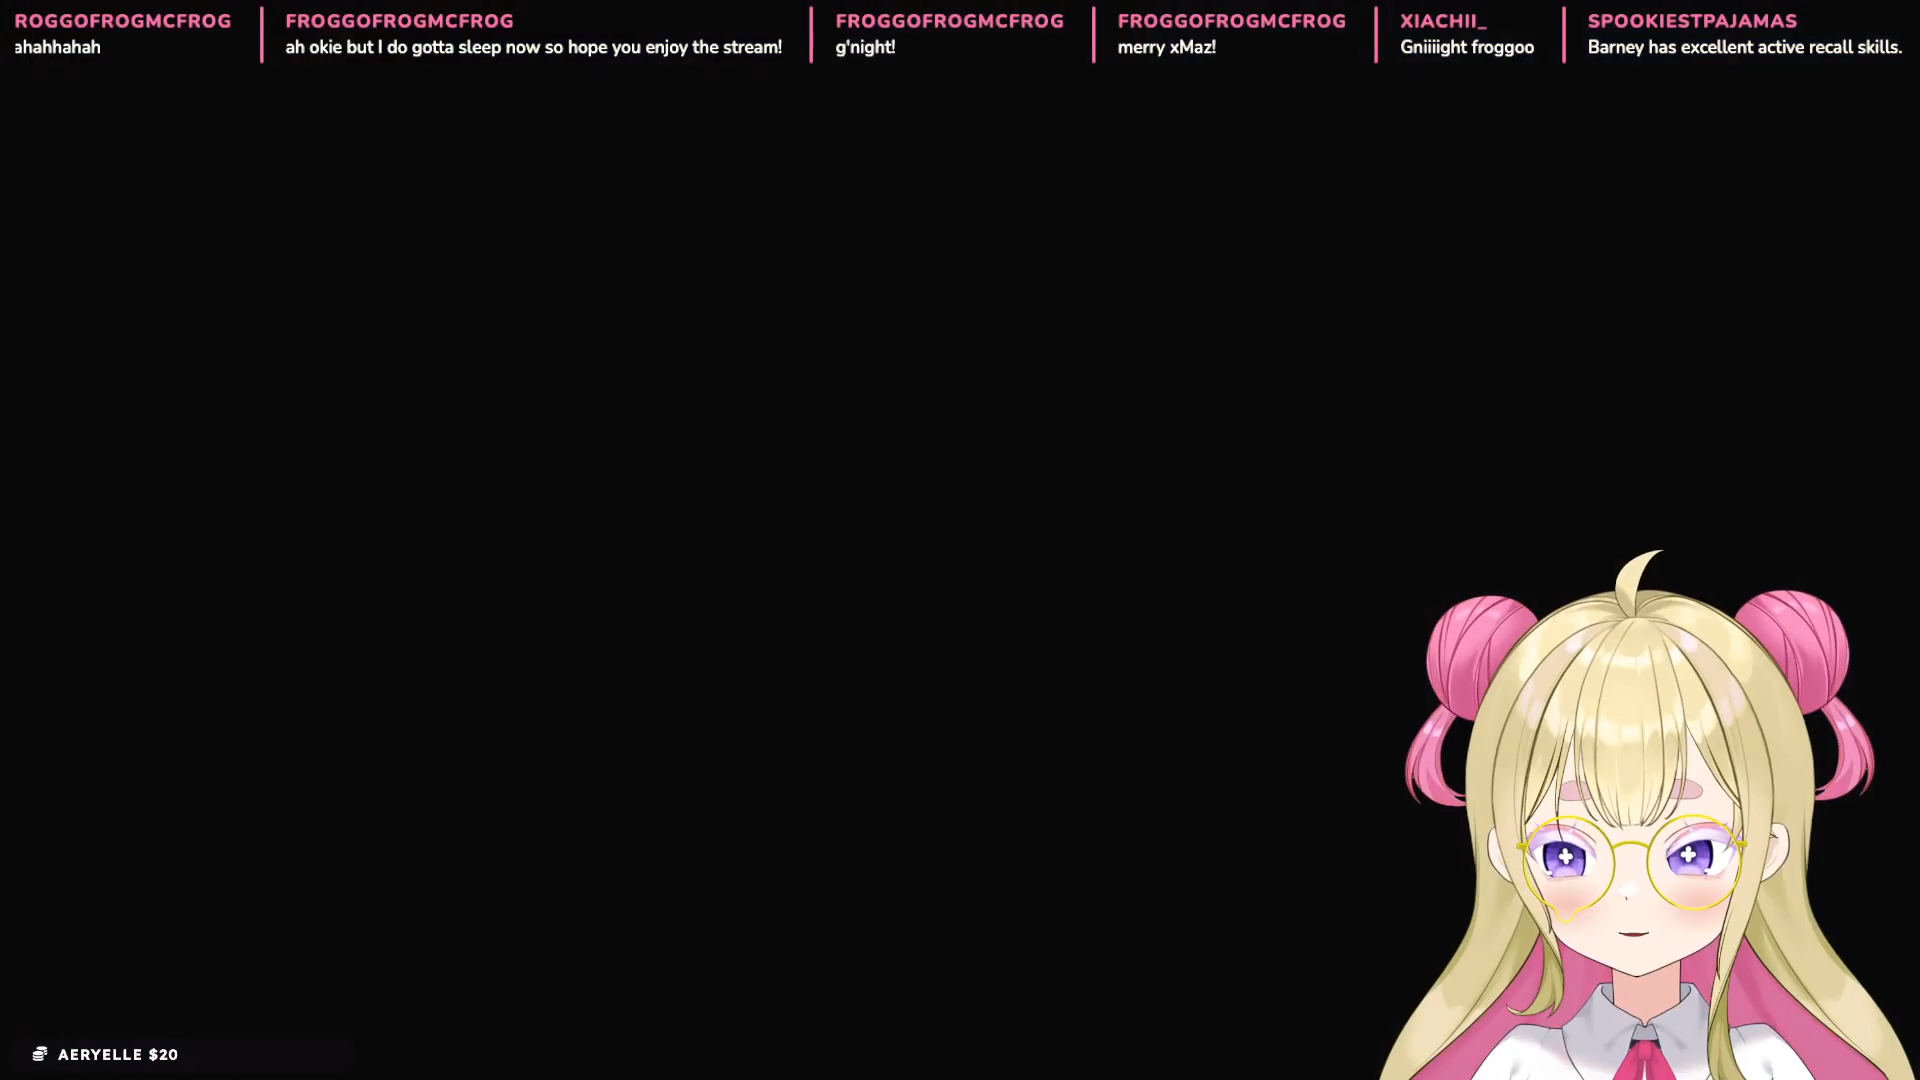 ROGGOFROGMCFROG
ahahhahah
FROGGOFROGMCFROG
ah okie but I do gotta sleep now so hope you enjoy the stream!
FROGGOFROGMCFROG
g'night!
FROGGOFROGMCFROG
merry xMaz!
XIACHII_
Gniiiight froggoo
SPOOKIESTPAJAMAS
Barney has excellent active recall skills.
AERYELLE $20